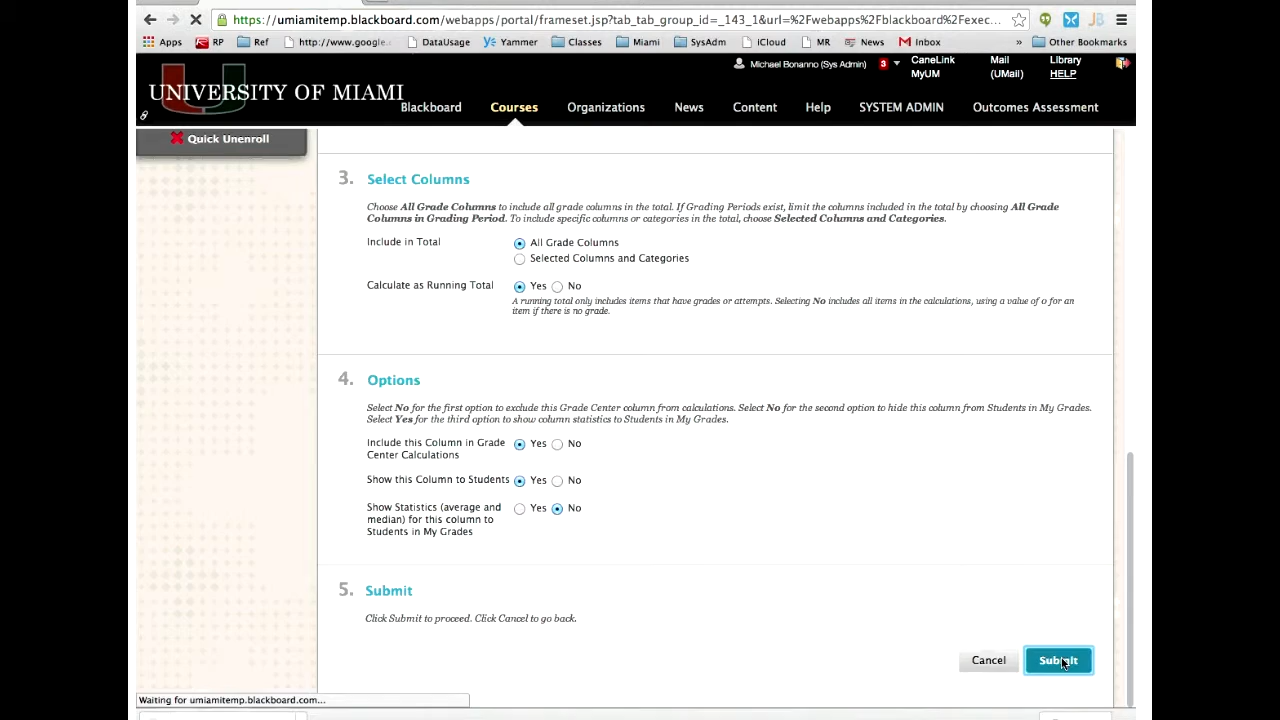 https://umiamitemp.blackboard.com/webapps/portal/frameset.jsp?tab_tab_group_id=_143_1&url=%2Fwebapps%2Fblackboard%2Fexec...
Apps RP Ref http://www.google. DataUsage Yammer Classes Miami SysAdm iCloud MR News Inbox » Other Bookmarks
Michael Bonanno (Sys Admin) 3 CaneLink Mail Library
MyUM (UMail) HELP
UNIVERSITY OF MIAMI
Blackboard Courses Organizations News Content Help SYSTEM ADMIN Outcomes Assessment
Quick Unenroll
3. Select Columns
Choose All Grade Columns to include all grade columns in the total. If Grading Periods exist, limit the columns included in the total by choosing All Grade
Columns in Grading Period. To include specific columns or categories in the total, choose Selected Columns and Categories.
Include in Total All Grade Columns
Selected Columns and Categories
Calculate as Running Total Yes No
A running total only includes items that have grades or attempts. Selecting No includes all items in the calculations, using a value of 0 for an
item if there is no grade.
4. Options
Select No for the first option to exclude this Grade Center column from calculations. Select No for the second option to hide this column from Students in My Grades.
Select Yes for the third option to show column statistics to Students in My Grades.
Include this Column in Grade Yes No
Center Calculations
Show this Column to Students Yes No
Show Statistics (average and Yes No
median) for this column to
Students in My Grades
5. Submit
Click Submit to proceed. Click Cancel to go back.
Cancel Submit
Waiting for umiamitemp.blackboard.com...